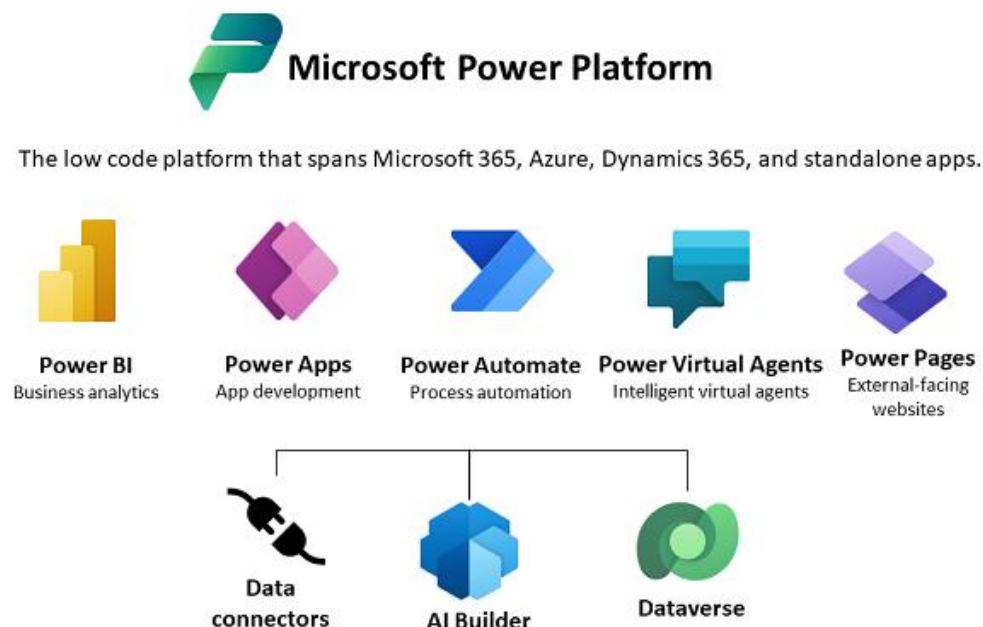 Microsoft Power Platform
The low code platform that spans Microsoft 365, Azure, Dynamics 365, and standalone apps.
Power BI
Business analytics
Power Apps
App development
Power Automate
Process automation
Power Virtual Agents
Intelligent virtual agents
Power Pages
External-facing
websites
Data
connectors
AI Builder
Dataverse